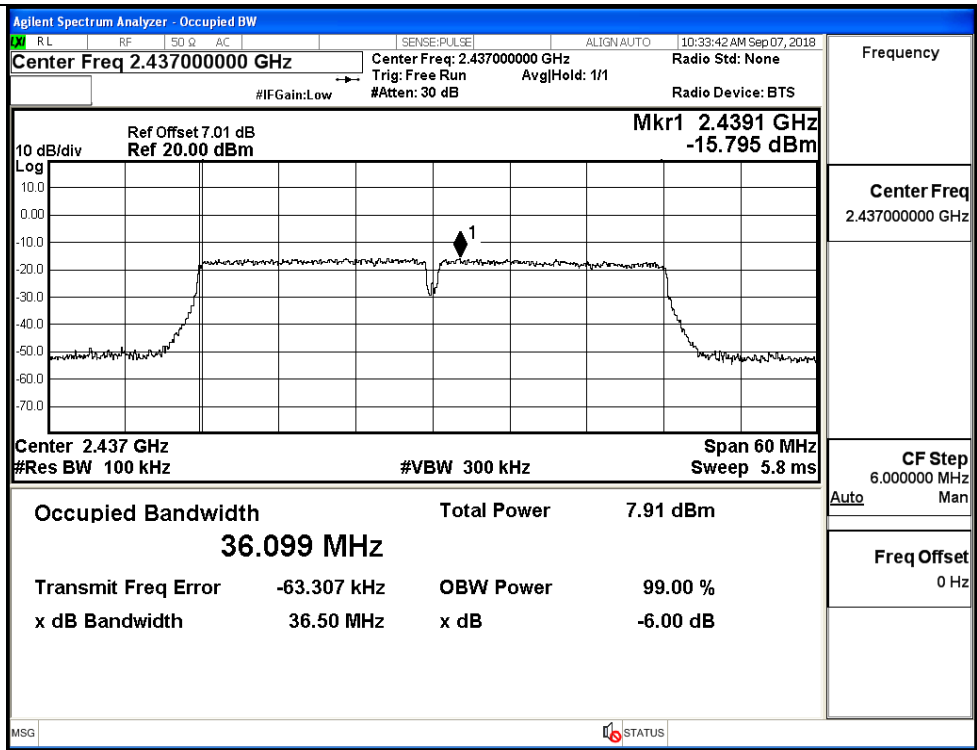 Agilent Spectrum Analyzer - Occupied BW
LXI RL RF 50 Ω AC SENSE:PULSE ALIGN AUTO 10:33:42 AM Sep 07, 2018
Center Freq 2.437000000 GHz
Center Freq: 2.437000000 GHz
Radio Std: None
Trig: Free Run Avg|Hold: 1/1
#IFGain:Low
#Atten: 30 dB
Radio Device: BTS
Frequency
Ref Offset 7.01 dB
Mkr1 2.4391 GHz
10 dB/div Ref 20.00 dBm
-15.795 dBm
Log
10.0
0.00
-10.0
-20.0
-30.0
-40.0
-50.0
-60.0
-70.0
1
Center 2.437 GHz
Span 60 MHz
#Res BW 100 kHz
#VBW 300 kHz
Sweep 5.8 ms
Occupied Bandwidth
36.099 MHz
Total Power 7.91 dBm
Transmit Freq Error -63.307 kHz
OBW Power 99.00 %
x dB Bandwidth 36.50 MHz
x dB -6.00 dB
Center Freq
2.437000000 GHz
CF Step
6.000000 MHz
Auto Man
Freq Offset
0 Hz
MSG
STATUS